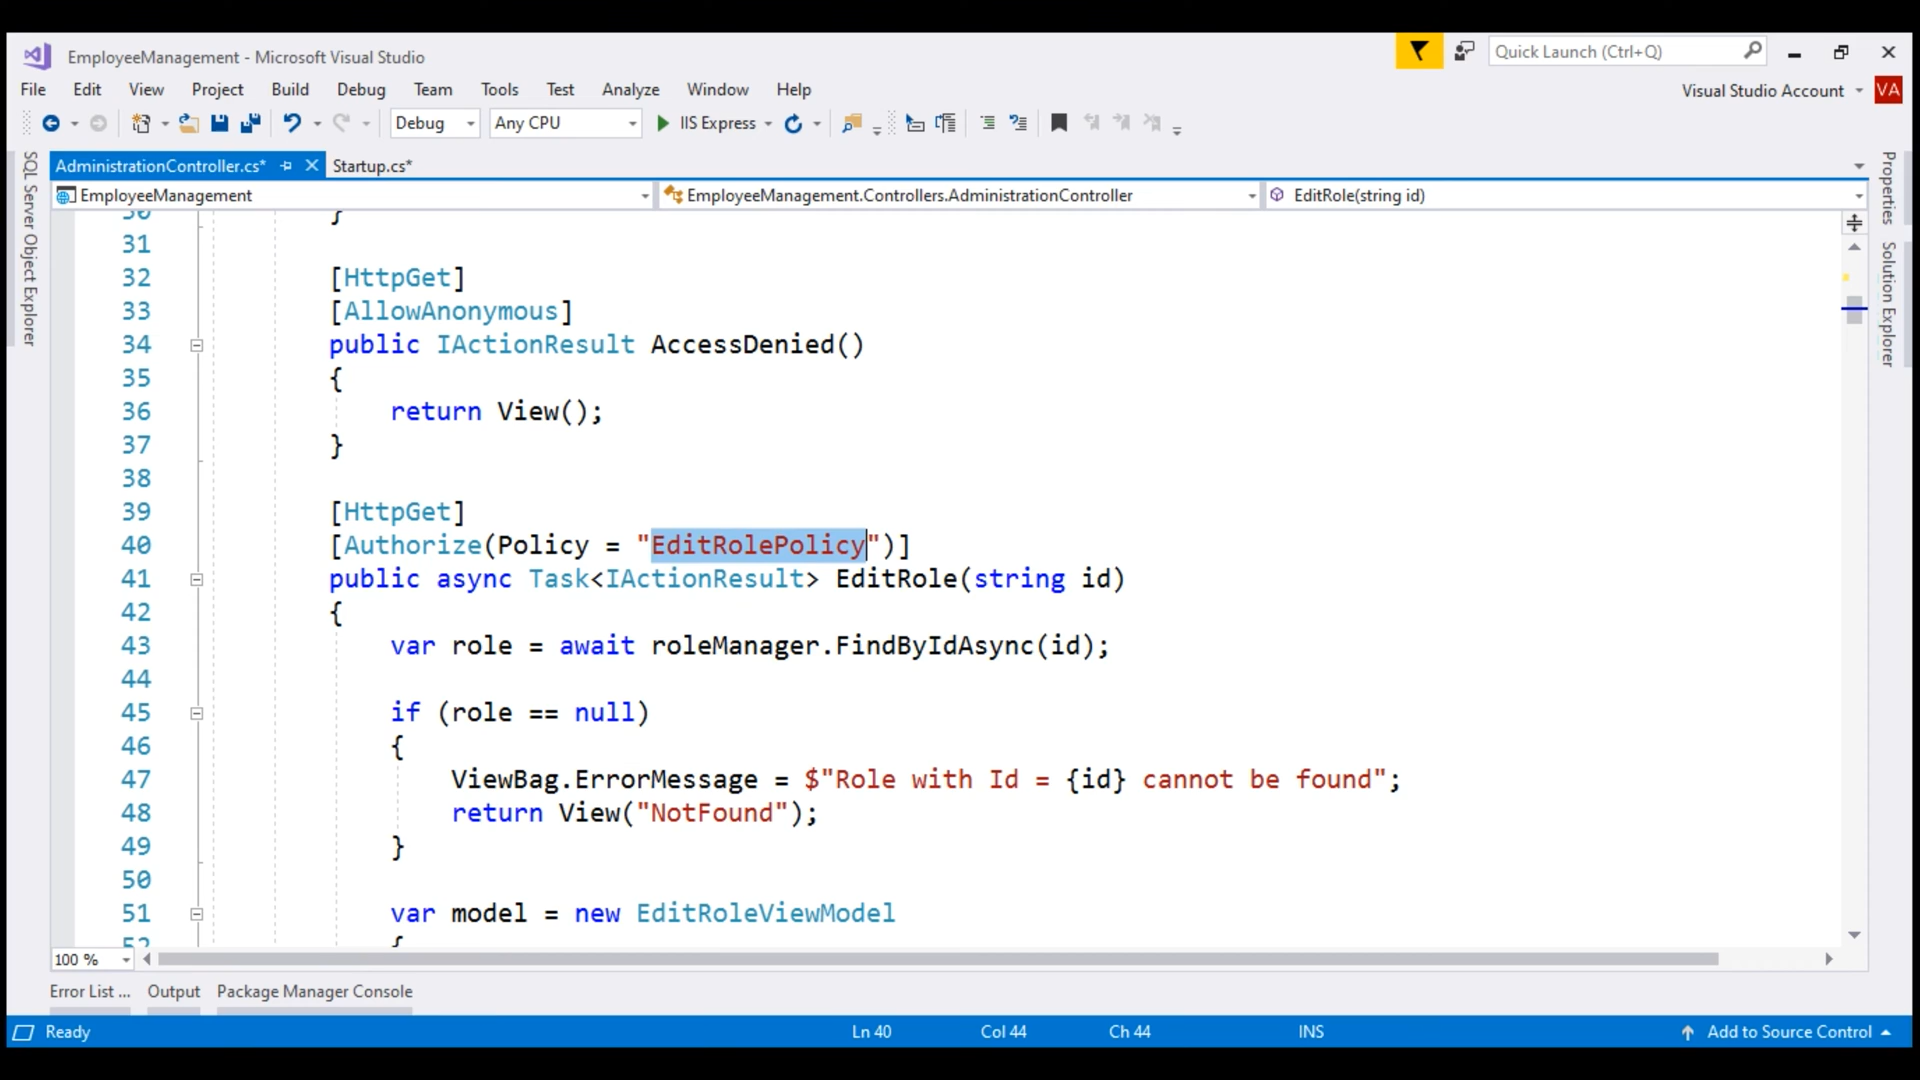 EmployeeManagement - Microsoft Visual Studio
Quick Launch (Ctrl+Q)
File Edit View Project Build Debug Team Tools Test Analyze Window Help
Visual Studio Account VA
Debug Any CPU IIS Express
SQL Server Object Explorer
AdministrationController.cs* Startup.cs*
EmployeeManagement EmployeeManagement.Controllers.AdministrationController EditRole(string id)
Properties
Solution Explorer
30 }
31
32 [HttpGet]
33 [AllowAnonymous]
34 public IActionResult AccessDenied()
35 {
36 return View();
37 }
38
39 [HttpGet]
40 [Authorize(Policy = "EditRolePolicy")]
41 public async Task<IActionResult> EditRole(string id)
42 {
43 var role = await roleManager.FindByIdAsync(id);
44
45 if (role == null)
46 {
47 ViewBag.ErrorMessage = $"Role with Id = {id} cannot be found";
48 return View("NotFound");
49 }
50
51 var model = new EditRoleViewModel
52 {
100 %
Error List ... Output Package Manager Console
Ready Ln 40 Col 44 Ch 44 INS Add to Source Control